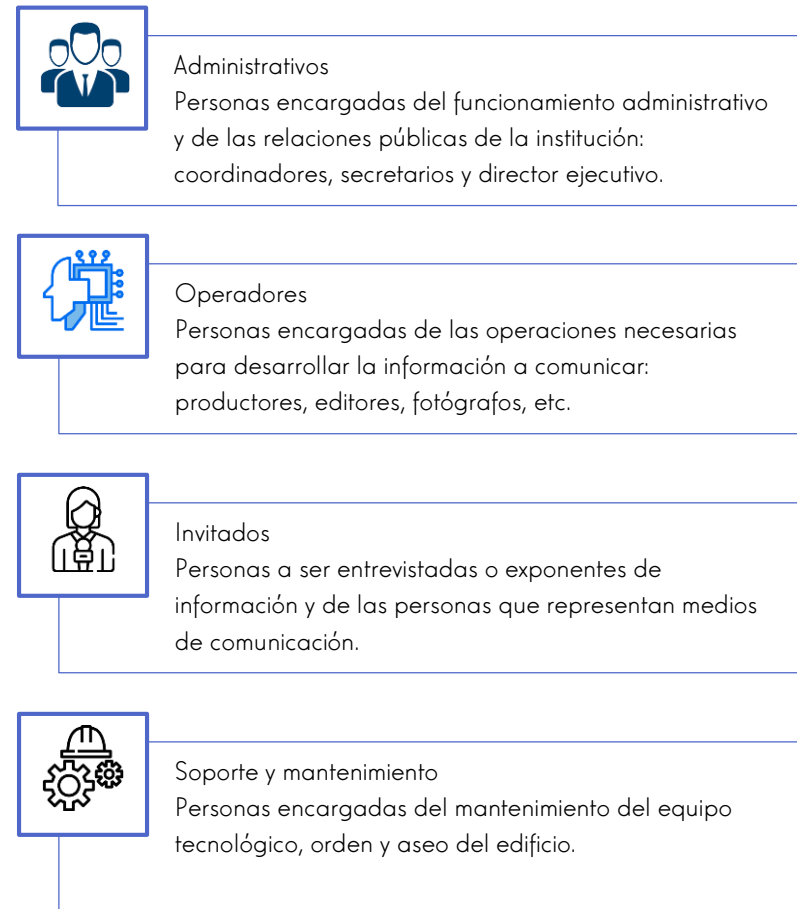 Administrativos
Personas encargadas del funcionamiento administrativo
y de las relaciones públicas de la institución:
coordinadores, secretarios y director ejecutivo.
Operadores
Personas encargadas de las operaciones necesarias
para desarrollar la información a comunicar:
productores, editores, fotógrafos, etc.
Invitados
Personas a ser entrevistadas o exponentes de
información y de las personas que representan medios
de comunicación.
Soporte y mantenimiento
Personas encargadas del mantenimiento del equipo
tecnológico, orden y aseo del edificio.